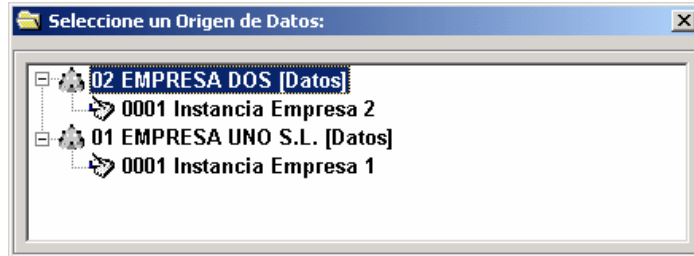 Seleccione un Origen de Datos:
02 EMPRESA DOS [Datos]
0001 Instancia Empresa 2
01 EMPRESA UNO S.L. [Datos]
0001 Instancia Empresa 1